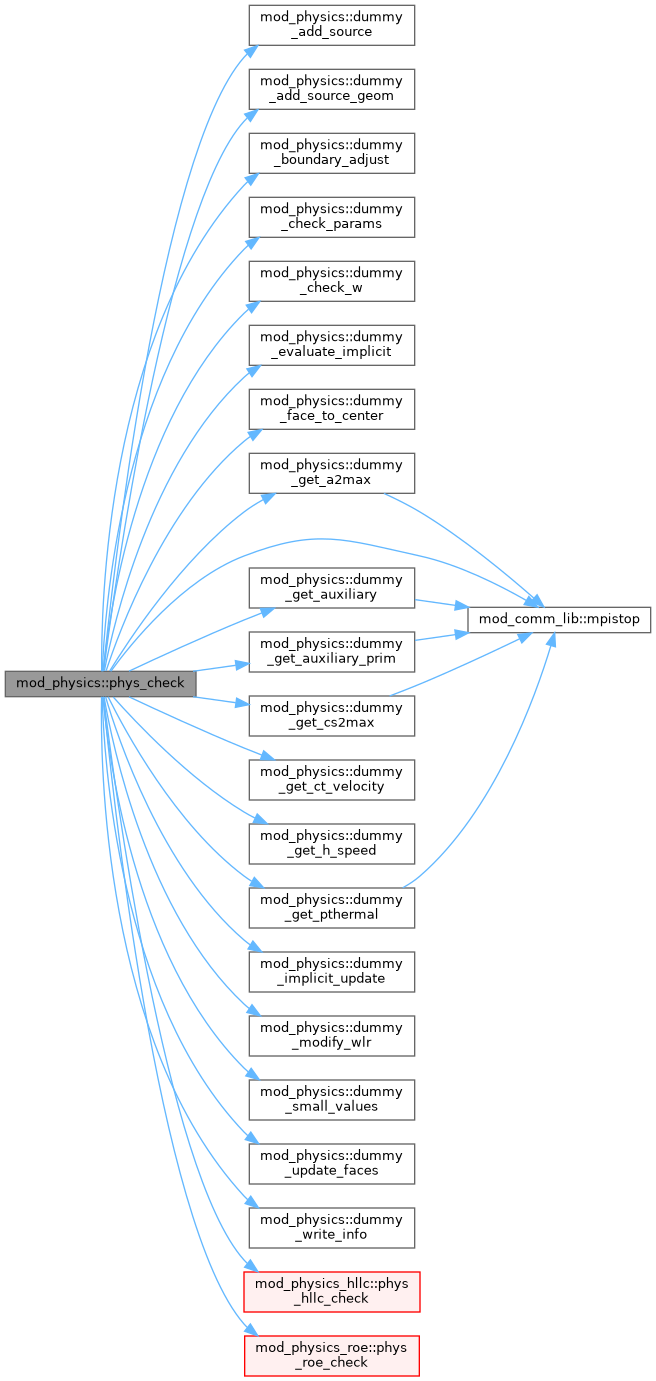 mod_physics::dummy
_add_source
mod_physics::dummy
_add_source_geom
mod_physics::dummy
_boundary_adjust
mod_physics::dummy
_check_params
mod_physics::dummy
_check_w
mod_physics::dummy
_evaluate_implicit
mod_physics::dummy
_face_to_center
mod_physics::dummy
_get_a2max
mod_physics::dummy
_get_auxiliary
mod_comm_lib::mpistop
mod_physics::dummy
_get_auxiliary_prim
mod_physics::phys_check
mod_physics::dummy
_get_cs2max
mod_physics::dummy
_get_ct_velocity
mod_physics::dummy
_get_h_speed
mod_physics::dummy
_get_pthermal
mod_physics::dummy
_implicit_update
mod_physics::dummy
_modify_wlr
mod_physics::dummy
_small_values
mod_physics::dummy
_update_faces
mod_physics::dummy
_write_info
mod_physics_hllc::phys
_hllc_check
mod_physics_roe::phys
_roe_check